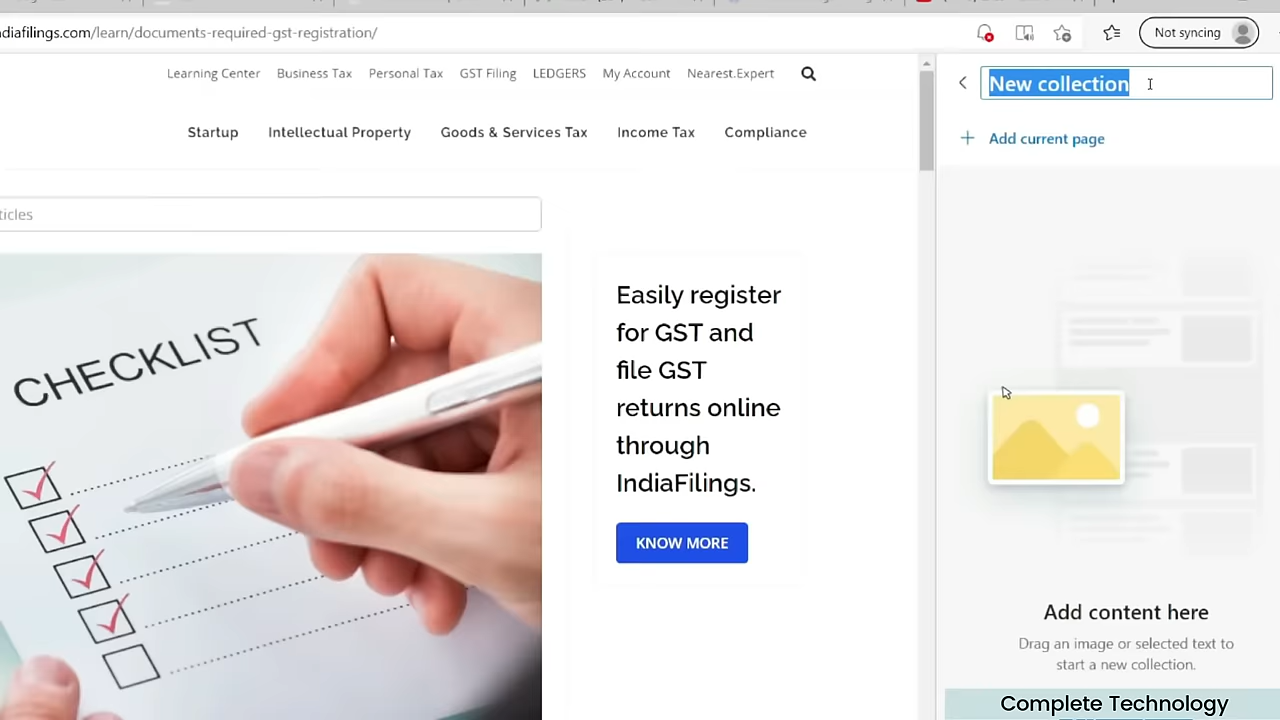 diafilings.com/learn/documents-required-gst-registration/
Not syncing
Learning Center Business Tax Personal Tax GST Filing LEDGERS My Account Nearest.Expert
New collection
Startup Intellectual Property Goods & Services Tax Income Tax Compliance
Add current page
ticles
CHECKLIST
Easily register
for GST and
file GST
returns online
through
IndiaFilings.
KNOW MORE
Add content here
Drag an image or selected text to
start a new collection.
Complete Technology